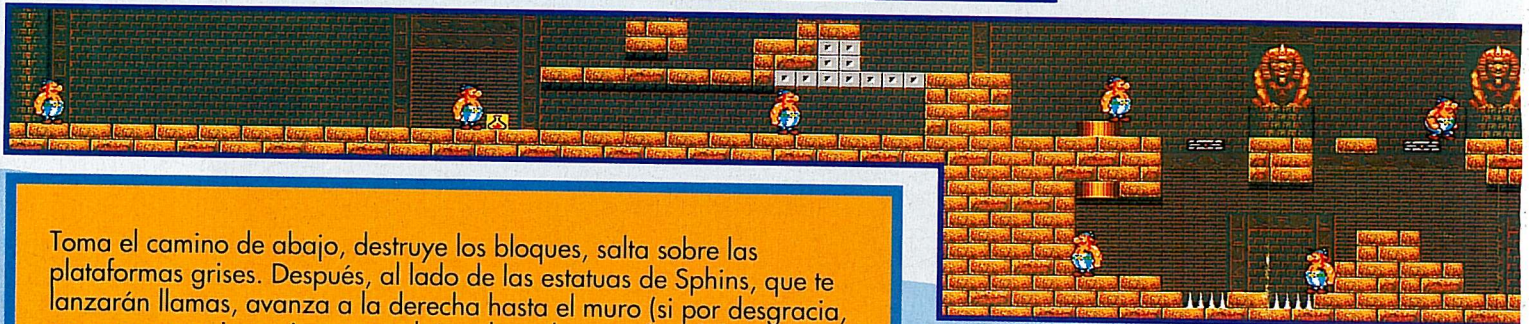 Toma el camino de abajo, destruye los bloques, salta sobre las
plataformas grises. Después, al lado de las estatuas de Sphins, que te
lanzarán llamas, avanza a la derecha hasta el muro (si por desgracia,